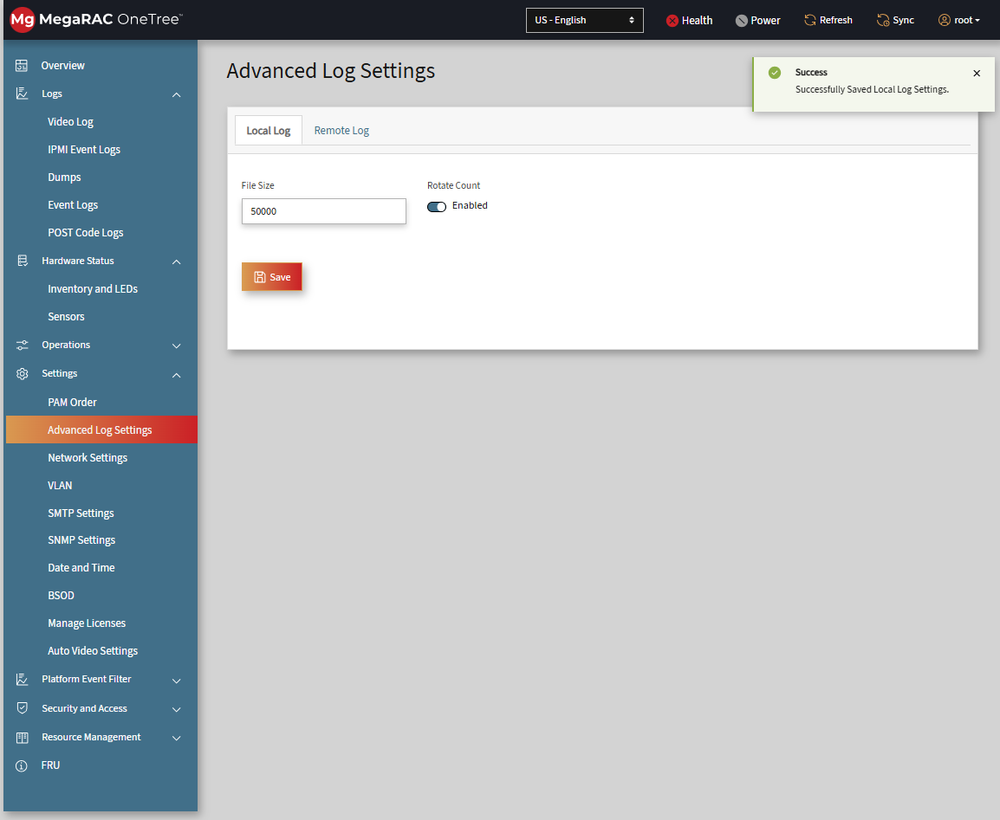 Mg MegaRAC OneTree™
US - English
Health
Power
Refresh
Sync
root
Overview
Logs
Video Log
IPMI Event Logs
Dumps
Event Logs
POST Code Logs
Hardware Status
Inventory and LEDs
Sensors
Operations
Settings
PAM Order
Advanced Log Settings
Network Settings
VLAN
SMTP Settings
SNMP Settings
Date and Time
BSOD
Manage Licenses
Auto Video Settings
Platform Event Filter
Security and Access
Resource Management
FRU
Advanced Log Settings
Success
Successfully Saved Local Log Settings.
Local Log
Remote Log
File Size
50000
Rotate Count
Enabled
Save